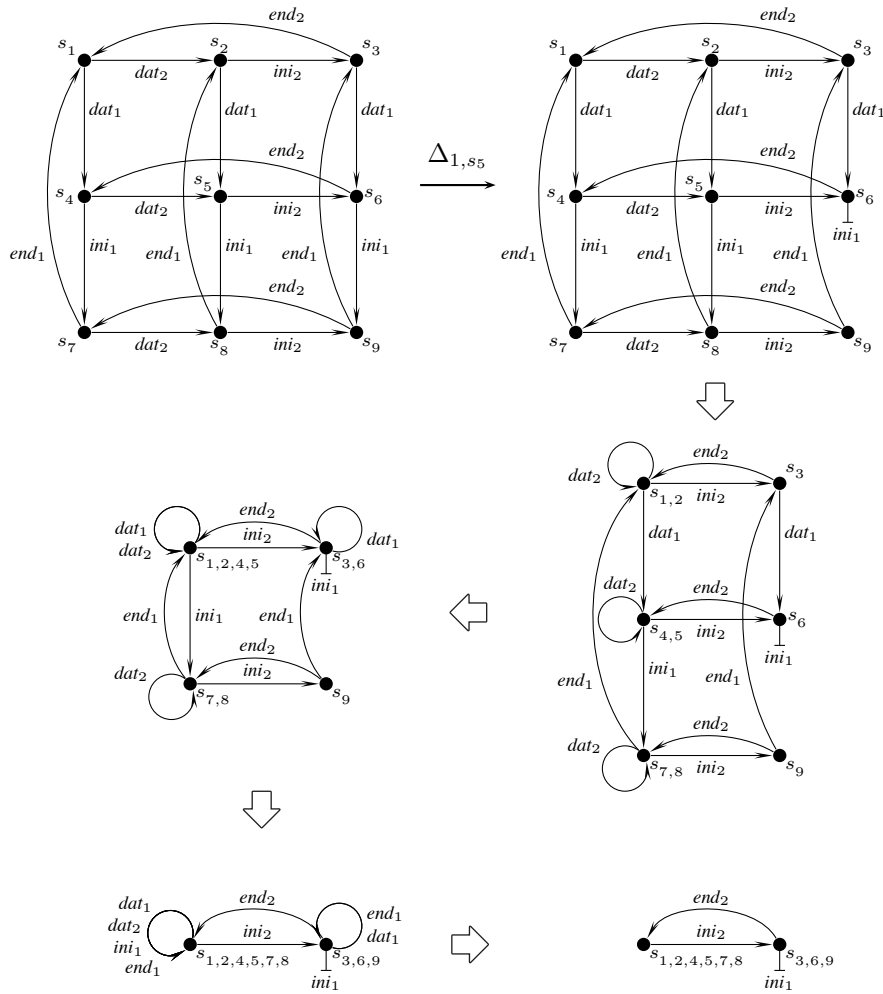 end₂ end₂
s₁ s₂ s₃ s₁ s₂ s₃
dat₂ ini₂ dat₂ ini₂
dat₁ dat₁ dat₁ dat₁ dat₁ dat₁
end₂ Δ₁,ₛ₅ end₂
s₄ s₅ s₆ s₄ s₅ s₆
dat₂ ini₂ dat₂ ini₂
ini₁
end₁ ini₁ end₁ ini₁ end₁ ini₁ end₁ ini₁ end₁ ini₁ end₁
end₂ end₂
s₇ dat₂ s₈ ini₂ s₉ s₇ dat₂ s₈ ini₂ s₉
end₂ s₃
dat₂
s₁,₂ ini₂
dat₁ end₂
dat₂ ini₂ dat₁
s₁,₂,₄,₅ s₃,₆
ini₁
dat₁ dat₁
end₁ ini₁ end₁
dat₂ end₂
s₄,₅ ini₂ s₆
ini₁
end₂
dat₂ ini₂
s₇,₈ s₉
end₁ ini₁ end₁
end₂
dat₂ ini₂
s₇,₈ s₉
dat₁ end₂ end₁ end₂
dat₂ ini₂ dat₁ ini₂
ini₁
end₁ s₁,₂,₄,₅,₇,₈ s₃,₆,₉ s₁,₂,₄,₅,₇,₈ s₃,₆,₉
ini₁ ini₁